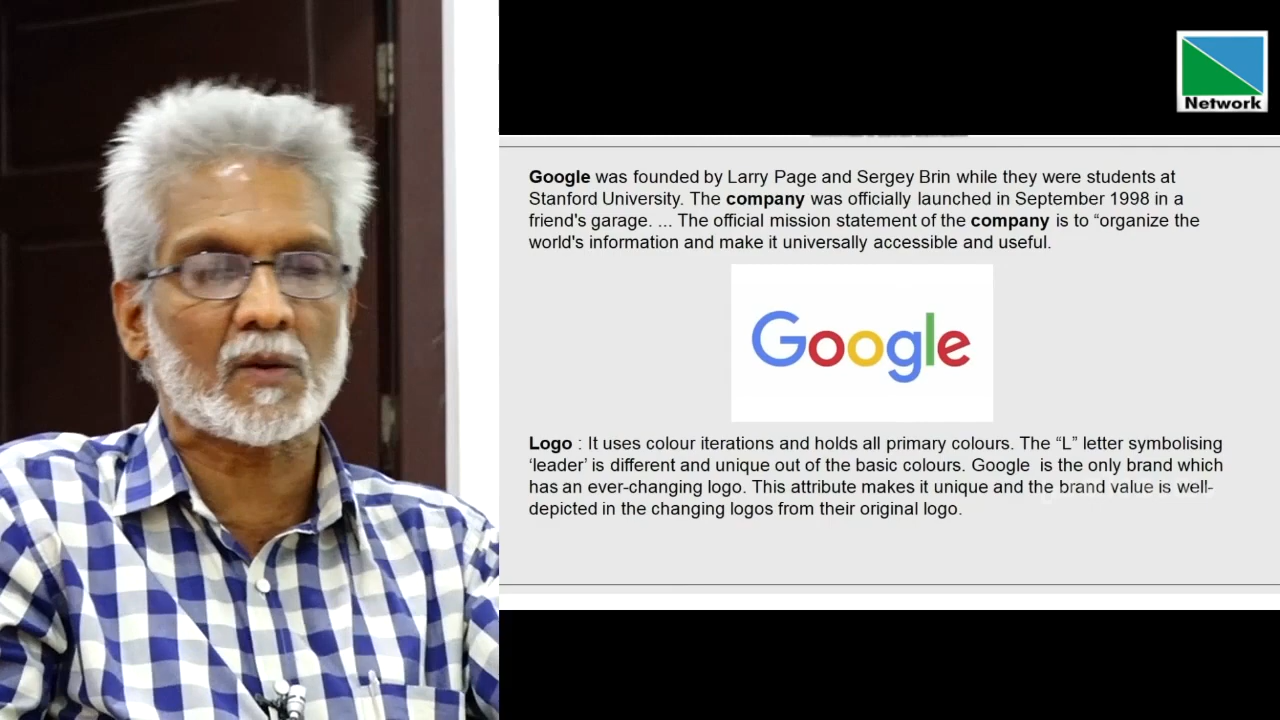 Network
Google was founded by Larry Page and Sergey Brin while they were students at
Stanford University. The company was officially launched in September 1998 in a
friend's garage. ... The official mission statement of the company is to “organize the
world's information and make it universally accessible and useful.
Google
Logo : It uses colour iterations and holds all primary colours. The “L” letter symbolising
‘leader’ is different and unique out of the basic colours. Google is the only brand which
has an ever-changing logo. This attribute makes it unique and the brand value is well-
depicted in the changing logos from their original logo.